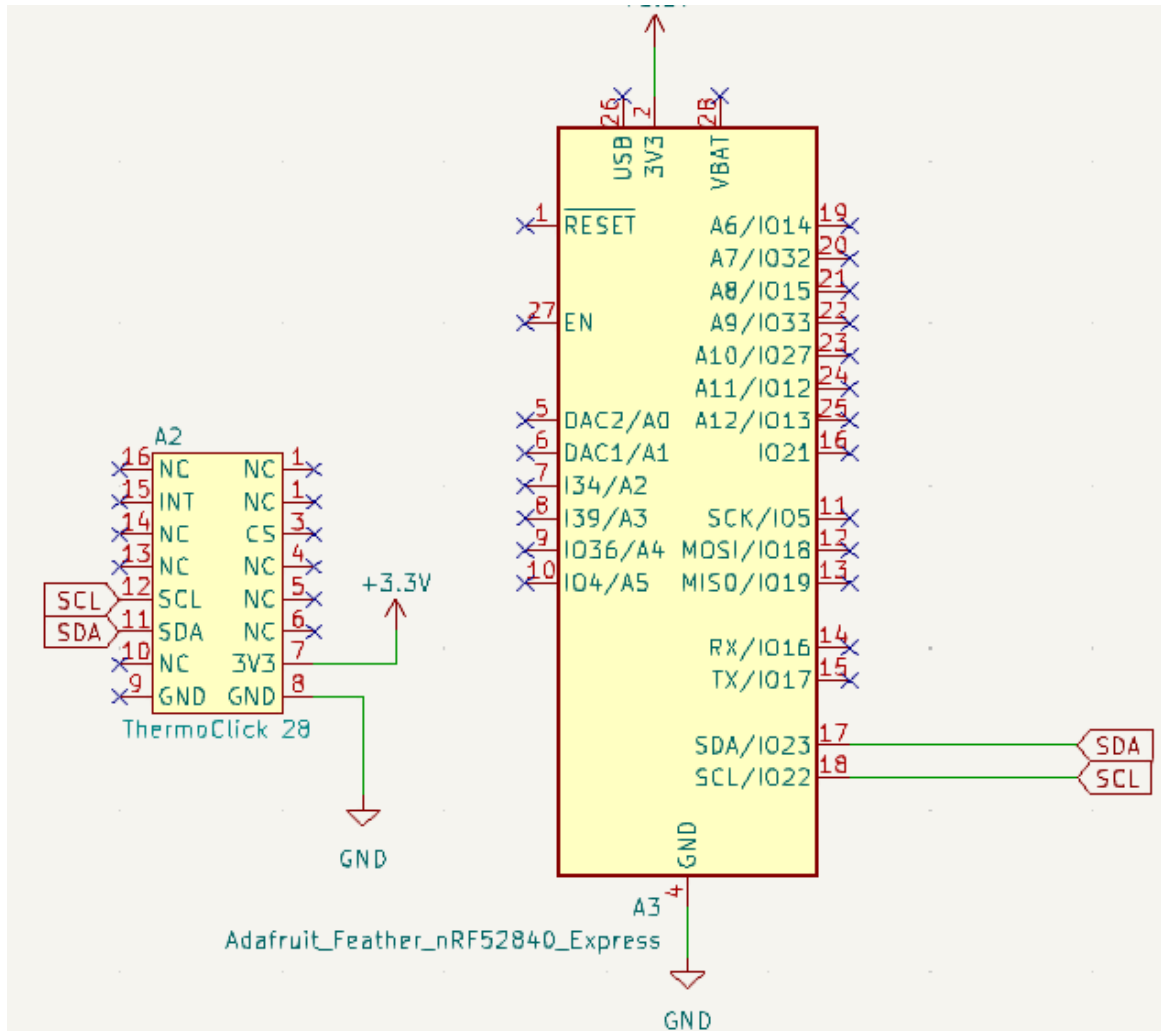 26
2
28
USB
3V3
VBAT
1 RESET A6/IO14 19
A7/IO32 20
A8/IO15 21
27 EN A9/IO33 22
A10/IO27 23
A11/IO12 24
5 DAC2/A0 A12/IO13 25
6 DAC1/A1 IO21 16
7 I34/A2
8 I39/A3 SCK/IO5 11
9 IO36/A4 MOSI/IO18 12
10 IO4/A5 MISO/IO19 13
RX/IO16 14
TX/IO17 15
SDA/IO23 17 SDA
SCL/IO22 18 SCL
GND
4
A3
Adafruit_Feather_nRF52840_Express
GND
A2
16 NC NC 1
15 INT NC 1
14 NC CS 3
13 NC NC 4
SCL 12 SCL NC 5
SDA 11 SDA NC 6
10 NC 3V3 7
9 GND GND 8
ThermoClick 28
+3.3V
GND